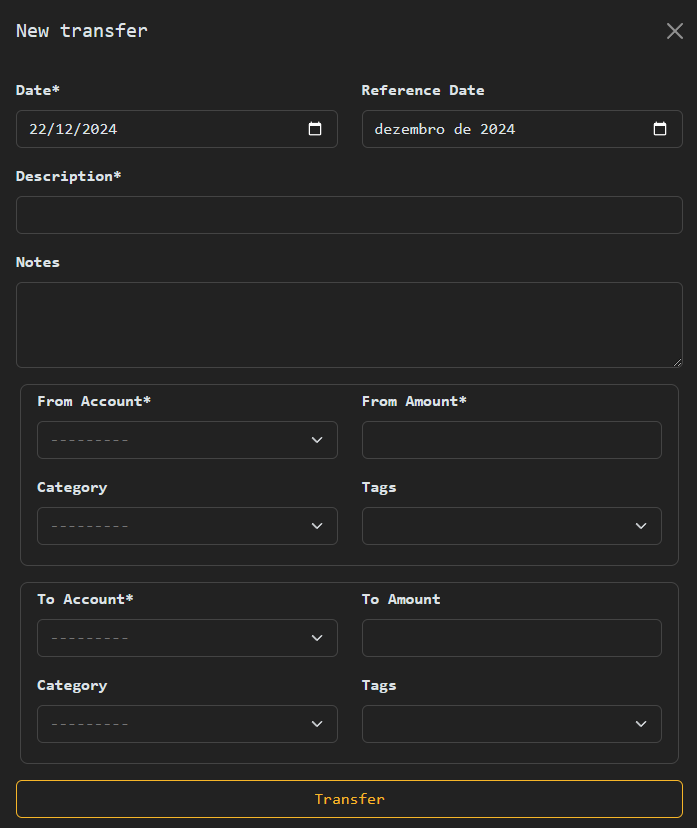 New transfer
Date* Reference Date
22/12/2024 dezembro de 2024
Description*
Notes
From Account* From Amount*
---------
Category Tags
---------
To Account* To Amount
---------
Category Tags
---------
Transfer